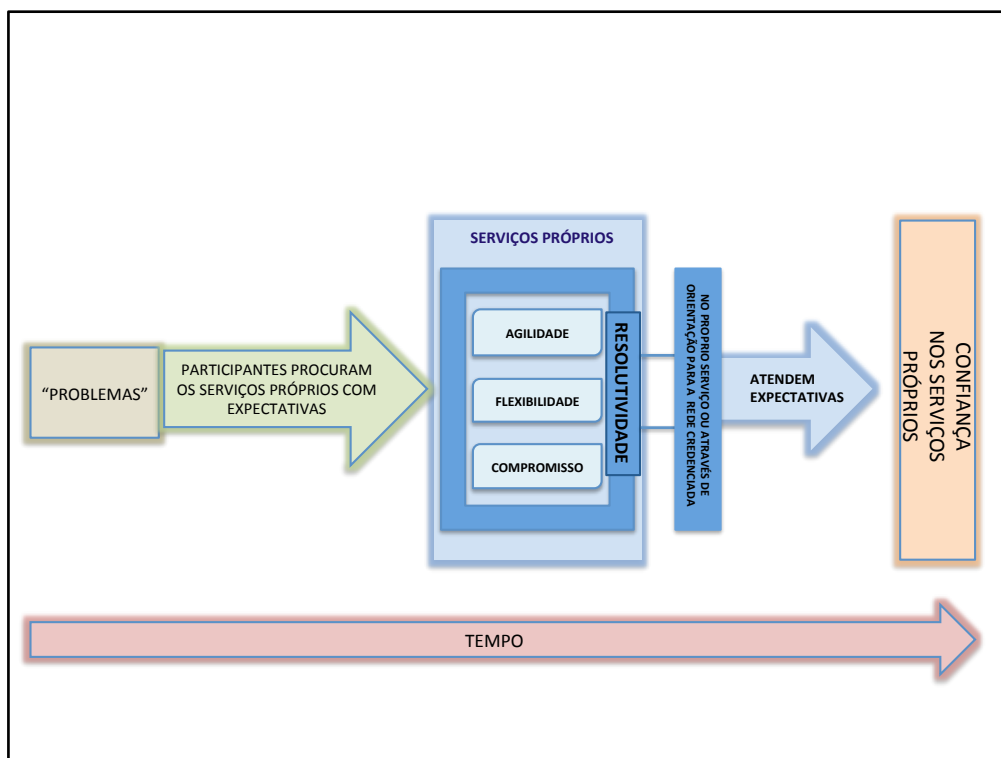 "PROBLEMAS"
PARTICIPANTES PROCURAM
OS SERVIÇOS PRÓPRIOS COM
EXPECTATIVAS
SERVIÇOS PRÓPRIOS
AGILIDADE
FLEXIBILIDADE
COMPROMISSO
RESOLUTIVIDADE
NO PROPRIO SERVIÇO OU ATRAVÉS DE
ORIENTAÇÃO PARA A REDE CREDENCIADA
ATENDEM
EXPECTATIVAS
CONFIANÇA
NOS SERVIÇOS
PRÓPRIOS
TEMPO